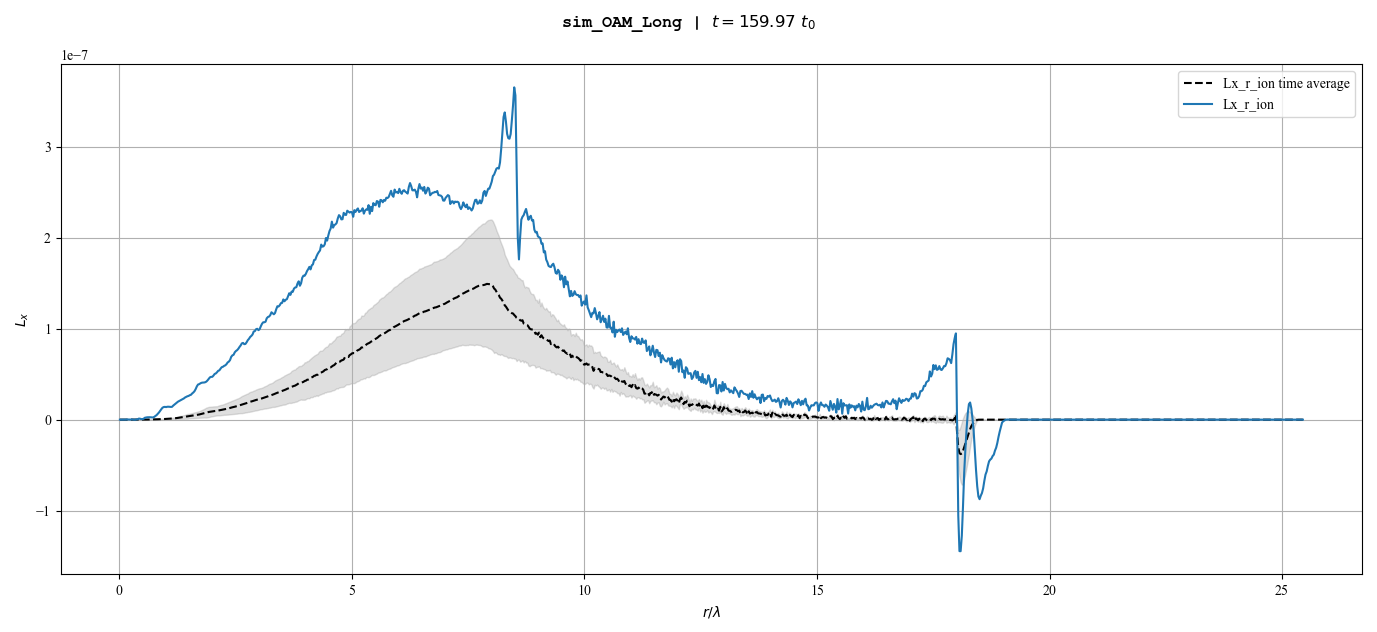 sim_OAM_Long | t = 159.97 t₀
1e−7
Lx_r_ion time average
Lx_r_ion
3
2
1
0
−1
Lₓ
0 5 10 15 20 25
r/λ